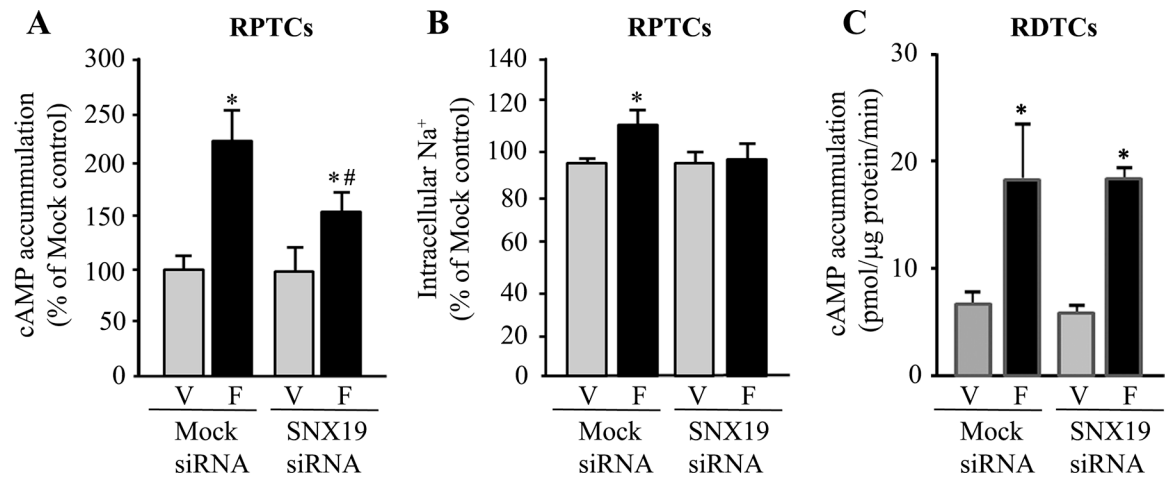 A
RPTCs
cAMP accummulation
(% of Mock control)
300
250
200
150
100
50
0
*
*#
V
F
V
F
Mock
siRNA
SNX19
siRNA
B
RPTCs
Intracellular Na⁺
(% of Mock control)
140
120
100
80
60
40
20
0
*
V
F
V
F
Mock
siRNA
SNX19
siRNA
C
RDTCs
cAMP accummulation
(pmol/µg protein/min)
30
20
10
0
*
*
V
F
V
F
Mock
siRNA
SNX19
siRNA